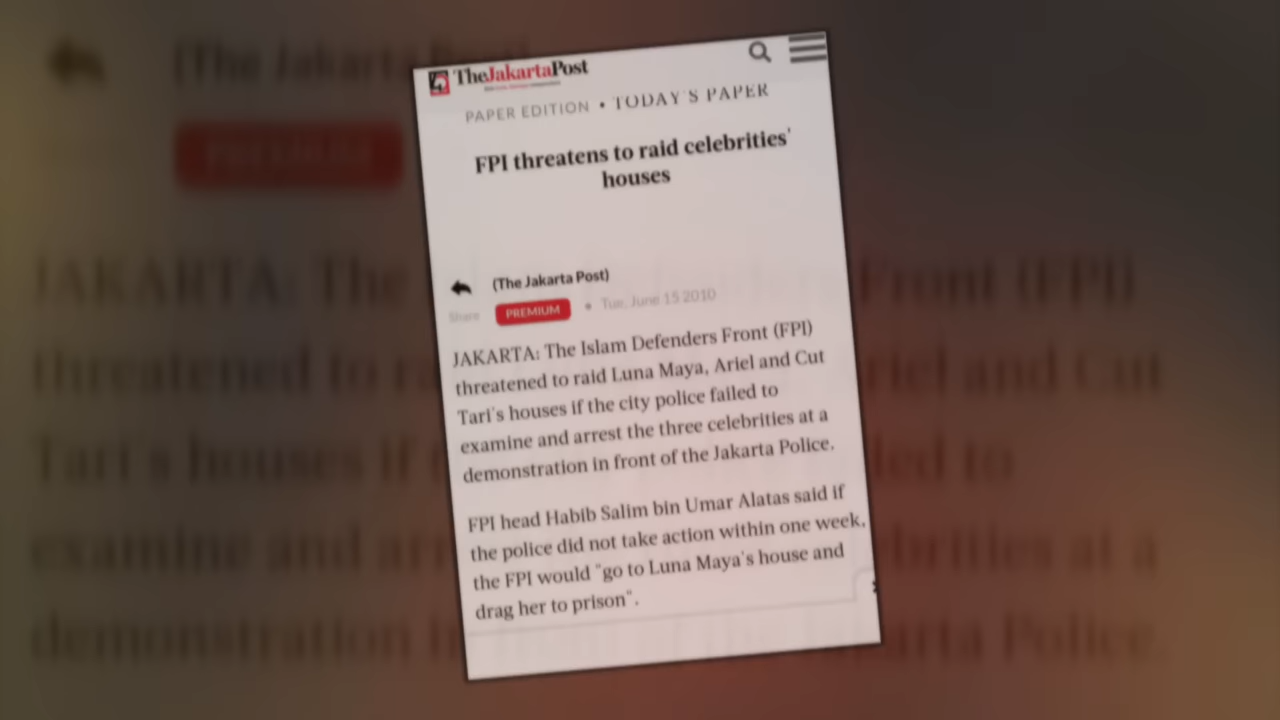 TheJakartaPost
PAPER EDITION • TODAY'S PAPER
FPI threatens to raid celebrities'
houses
(The Jakarta Post)
Share PREMIUM • Tue, June 15 2010
JAKARTA: The Islam Defenders Front (FPI)
threatened to raid Luna Maya, Ariel and Cut
Tari's houses if the city police failed to
examine and arrest the three celebrities at a
demonstration in front of the Jakarta Police.
FPI head Habib Salim bin Umar Alatas said if
the police did not take action within one week,
the FPI would "go to Luna Maya's house and
drag her to prison".